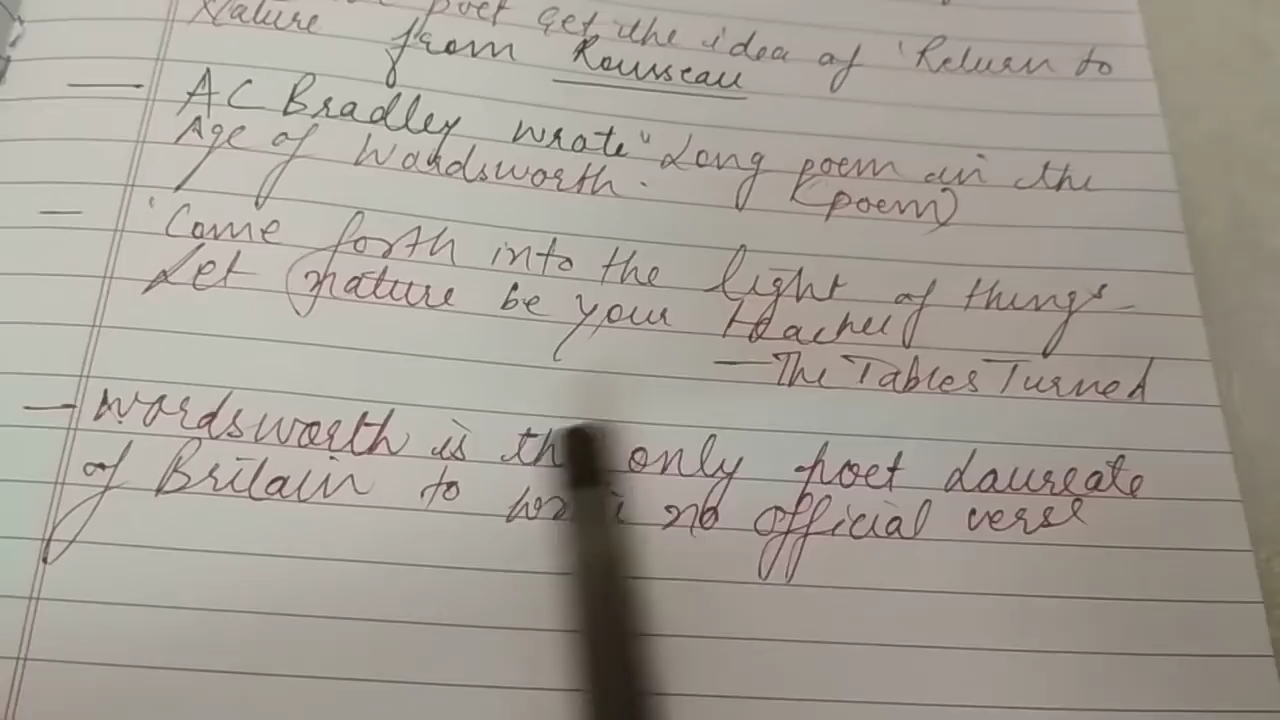 poet get the idea of 'Return to
Nature from Rousseau
— A C Bradley wrote "Long poem in the
Age of Wordsworth. (poem)
— 'Come forth into the light of things
Let nature be your teacher
— The Tables Turned
— Wordsworth is the only poet Laureate
of Britain to no official verse